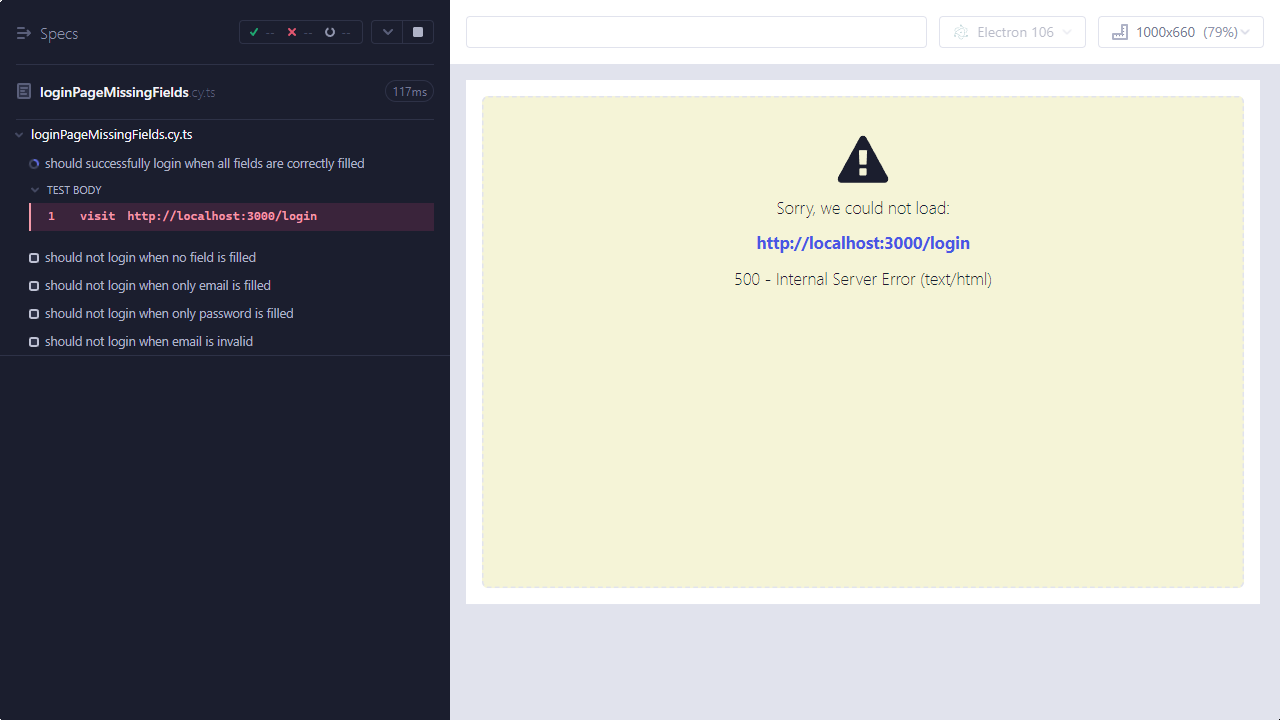 Specs
-- -- --
loginPageMissingFields.cy.ts
117ms
loginPageMissingFields.cy.ts
should successfully login when all fields are correctly filled
TEST BODY
1 visit http://localhost:3000/login
should not login when no field is filled
should not login when only email is filled
should not login when only password is filled
should not login when email is invalid
Electron 106
1000x660 (79%)
Sorry, we could not load:
http://localhost:3000/login
500 - Internal Server Error (text/html)